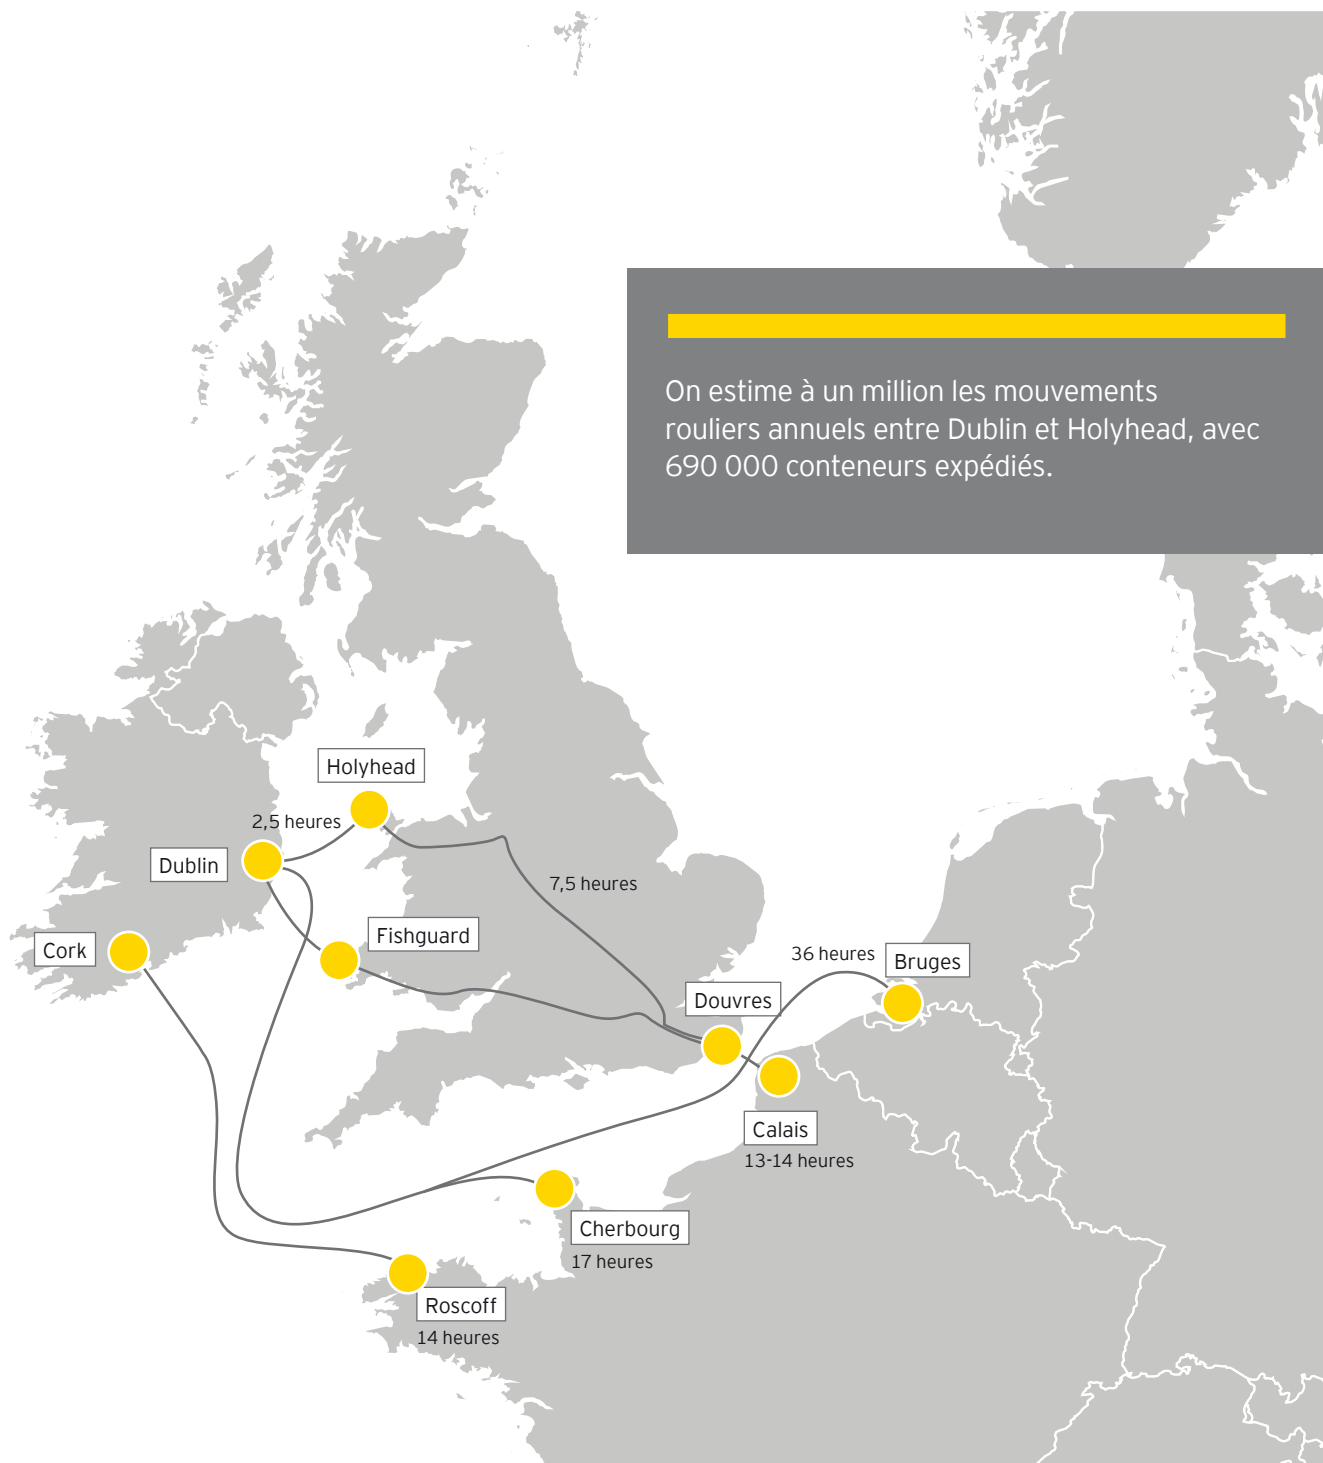 On estime à un million les mouvements
rouliers annuels entre Dublin et Holyhead, avec
690 000 conteneurs expédiés.
Holyhead
2,5 heures
Dublin
7,5 heures
Fishguard
Cork
36 heures
Bruges
Douvres
Calais
13-14 heures
Cherbourg
17 heures
Roscoff
14 heures